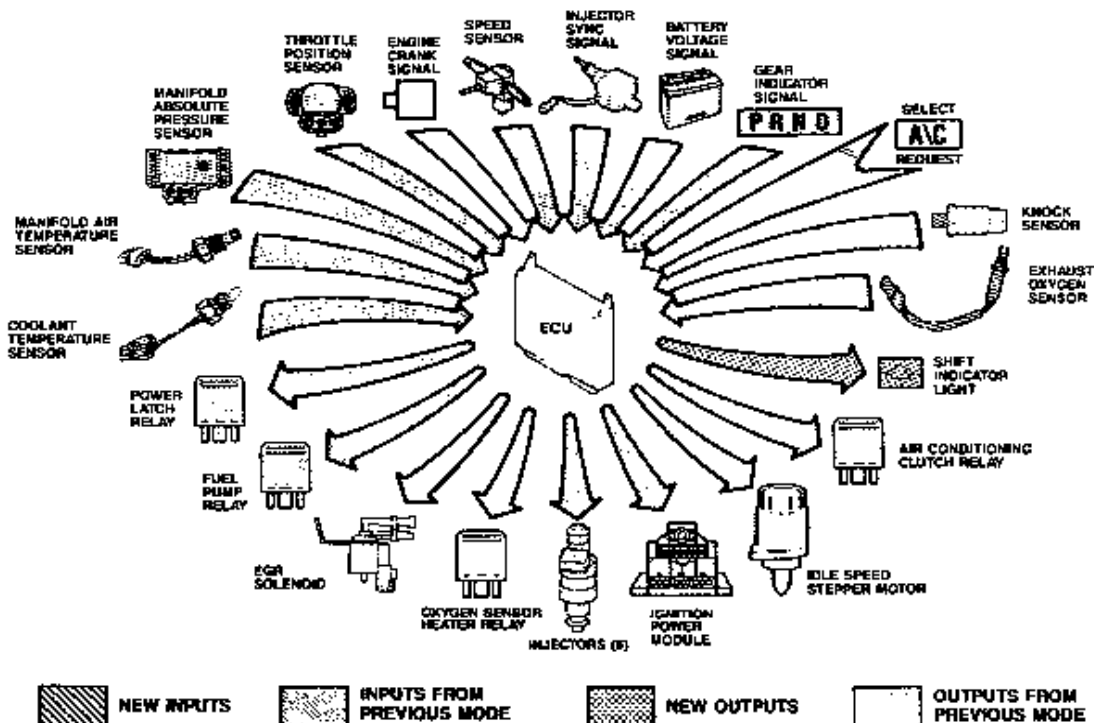 THROTTLE
POSITION
SENSOR
ENGINE
CRANK
SIGNAL
SPEED
SENSOR
INJECTOR
SYNC
SIGNAL
BATTERY
VOLTAGE
SIGNAL
GEAR
INDICATOR
SIGNAL
P R N D
SELECT
A\C
REQUEST
MANIFOLD
ABSOLUTE
PRESSURE
SENSOR
MANIFOLD AIR
TEMPERATURE
SENSOR
COOLANT
TEMPERATURE
SENSOR
KNOCK
SENSOR
EXHAUST
OXYGEN
SENSOR
ECU
POWER
LATCH
RELAY
SHIFT
INDICATOR
LIGHT
FUEL
PUMP
RELAY
AIR CONDITIONING
CLUTCH RELAY
EGR
SOLENOID
OXYGEN SENSOR
HEATER RELAY
INJECTORS (6)
IGNITION
POWER
MODULE
IDLE SPEED
STEPPER MOTOR
NEW INPUTS
INPUTS FROM
PREVIOUS MODE
NEW OUTPUTS
OUTPUTS FROM
PREVIOUS MODE